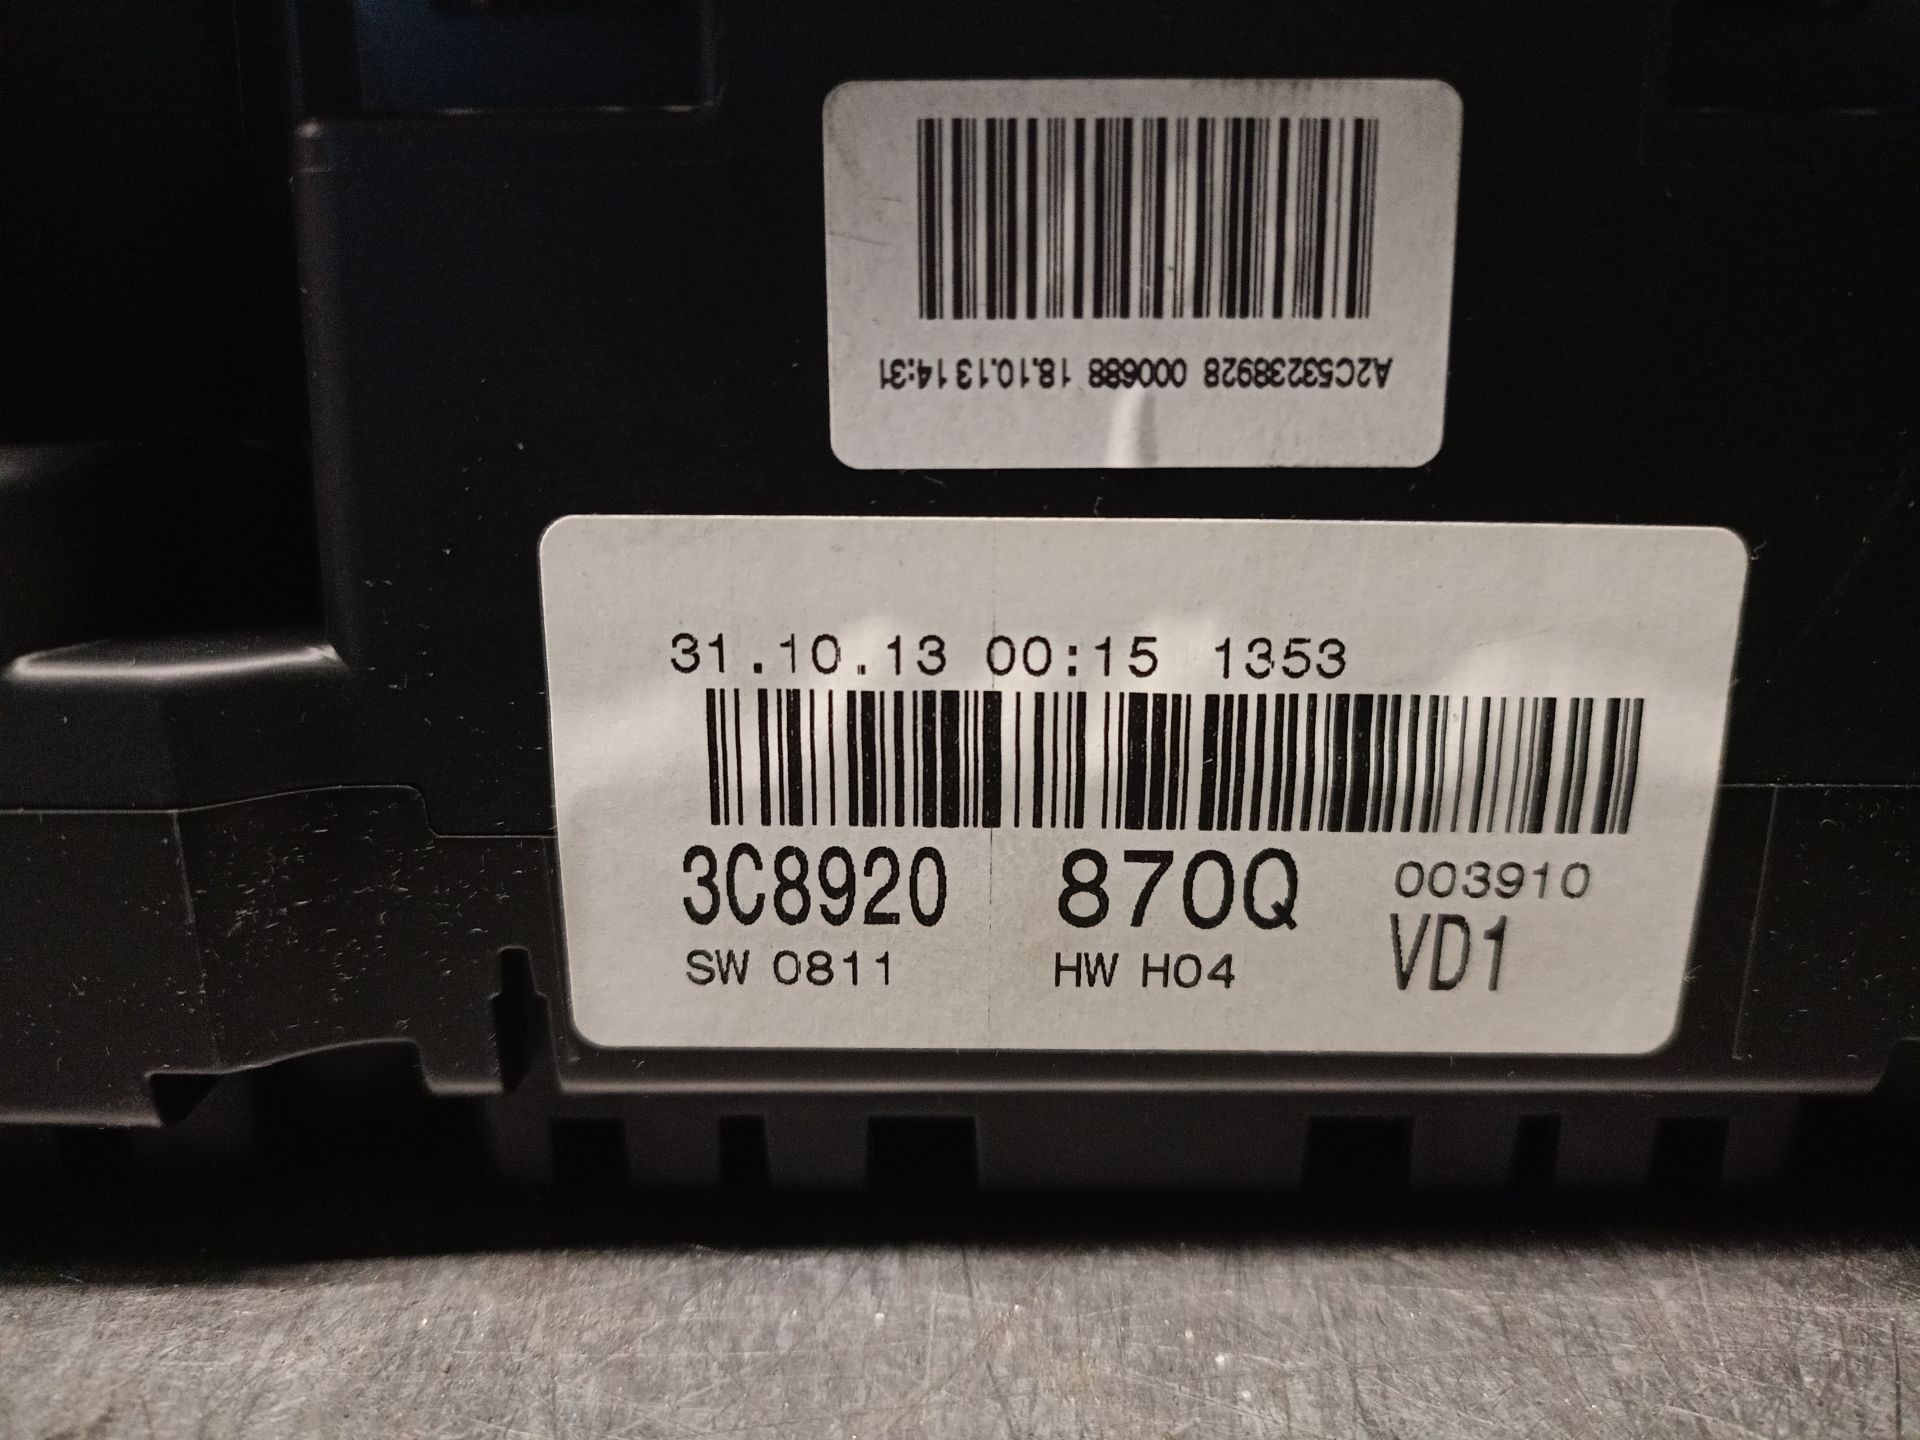 A2C53238928 000688 18.10.13 14:31
31.10.13 00:15 1353
3C8920 870Q 003910
SW 0811 HW H04 VD1